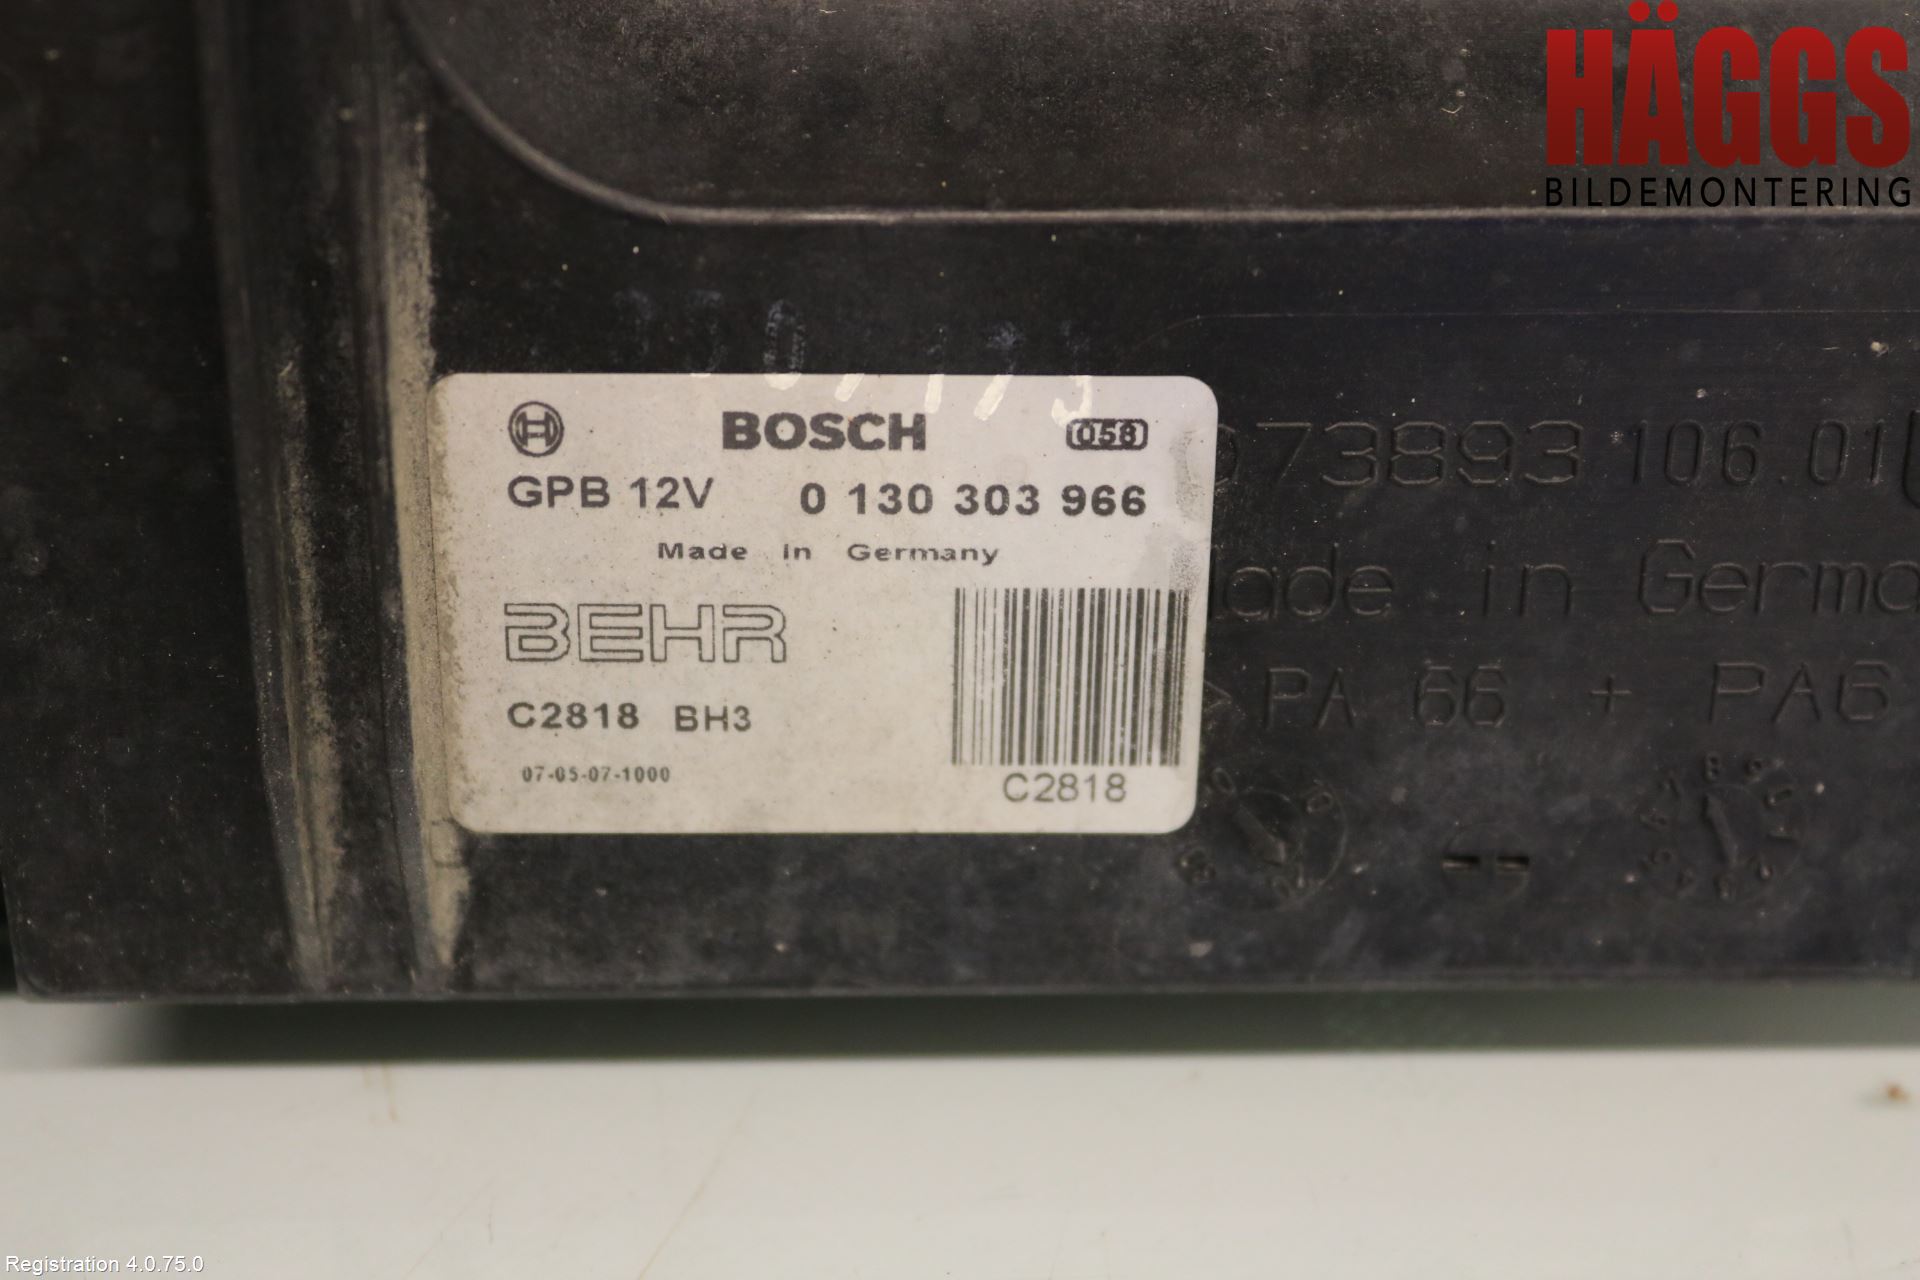 HÄGGS
BILDEMONTERING
BOSCH 058
GPB 12V 0 130 303 966
Made in Germany
BEHR
C2818 BH3
07-05-07-1000
C2818
73893 106.01
in
PA 66 + PA6
Registration 4.0.75.0